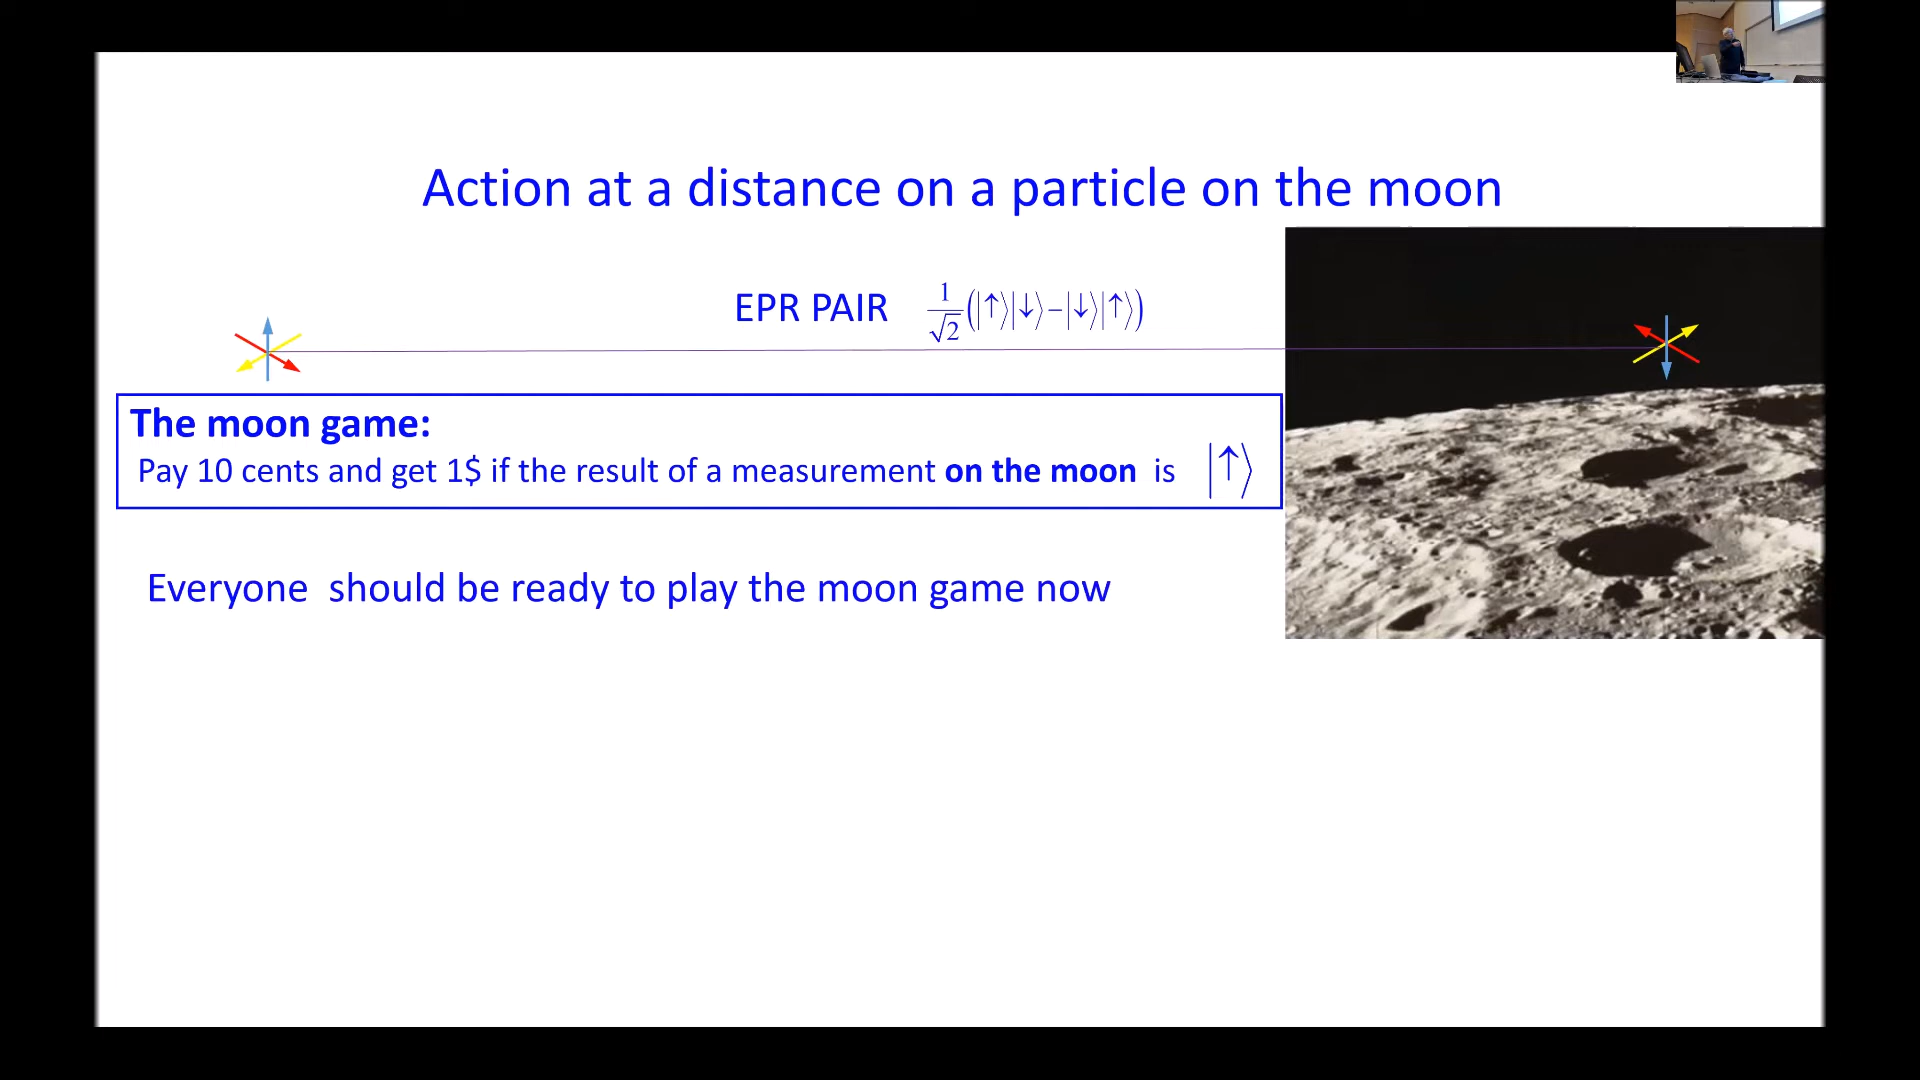 Action at a distance on a particle on the moon
EPR PAIR 1/√2 (|↑⟩|↓⟩−|↓⟩|↑⟩)
The moon game:
Pay 10 cents and get 1$ if the result of a measurement on the moon is |↑⟩
Everyone should be ready to play the moon game now